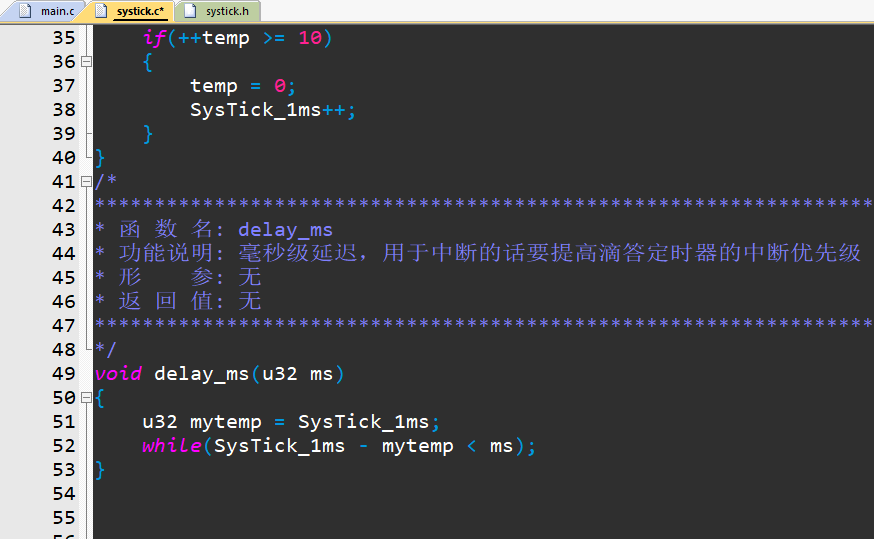 main.c systick.c* systick.h
35 if(++temp >= 10)
36 {
37 temp = 0;
38 SysTick_1ms++;
39 }
40 }
41 /*
42 *****************************************************************
43 * 函 数 名: delay_ms
44 * 功能说明: 毫秒级延迟，用于中断的话要提高滴答定时器的中断优先级
45 * 形    参: 无
46 * 返 回 值: 无
47 *****************************************************************
48 */
49 void delay_ms(u32 ms)
50 {
51 u32 mytemp = SysTick_1ms;
52 while(SysTick_1ms - mytemp < ms);
53 }
54
55